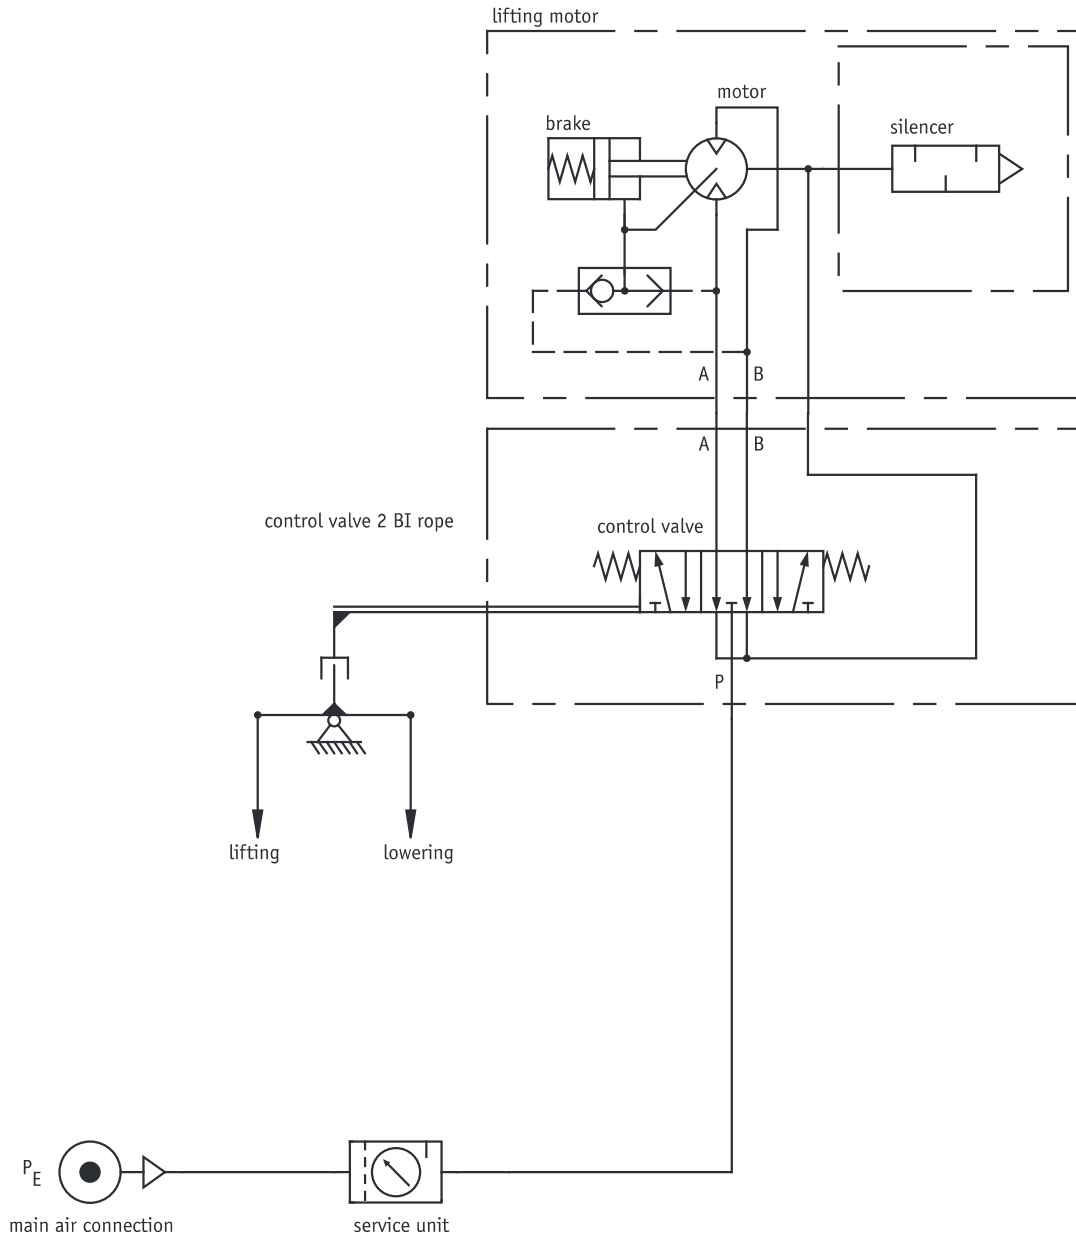 lifting motor
motor
brake
silencer
A B
A B
control valve 2 BI rope
control valve
P
lifting
lowering
PE
main air connection
service unit